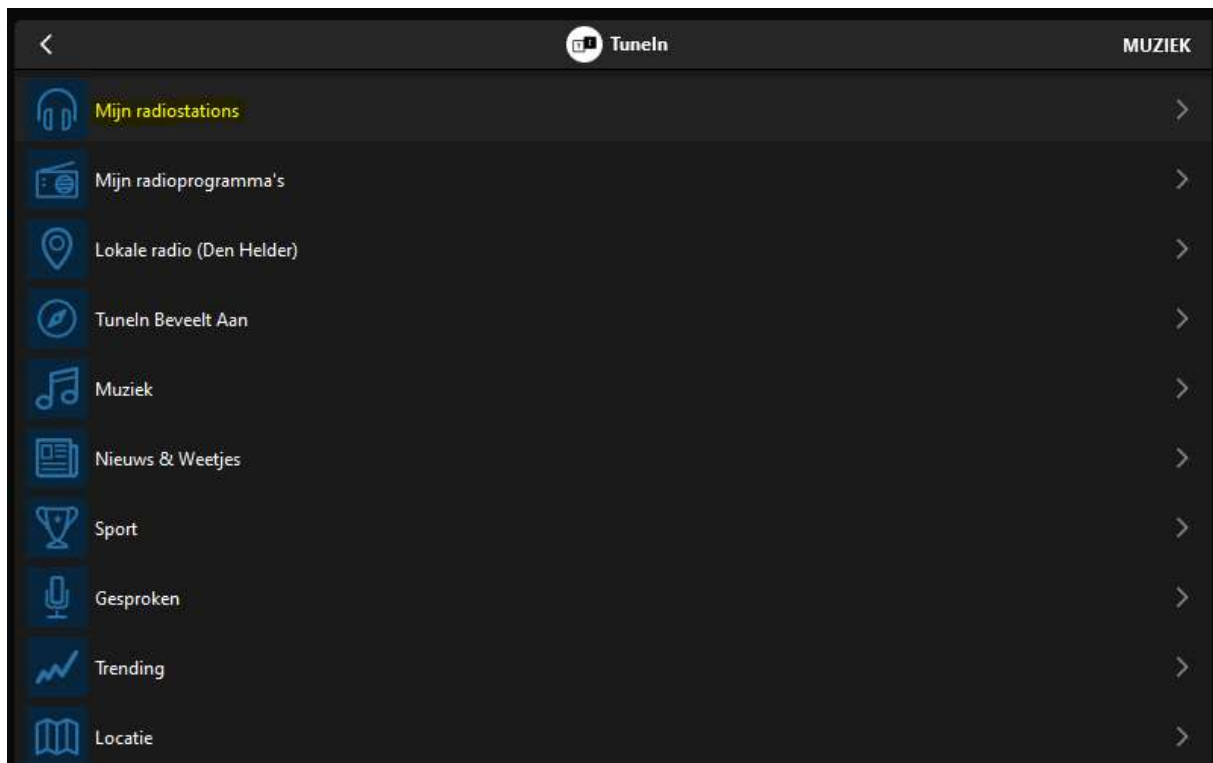 TuneIn
MUZIEK
Mijn radiostations
Mijn radioprogramma's
Lokale radio (Den Helder)
TuneIn Beveelt Aan
Muziek
Nieuws & Weetjes
Sport
Gesproken
Trending
Locatie